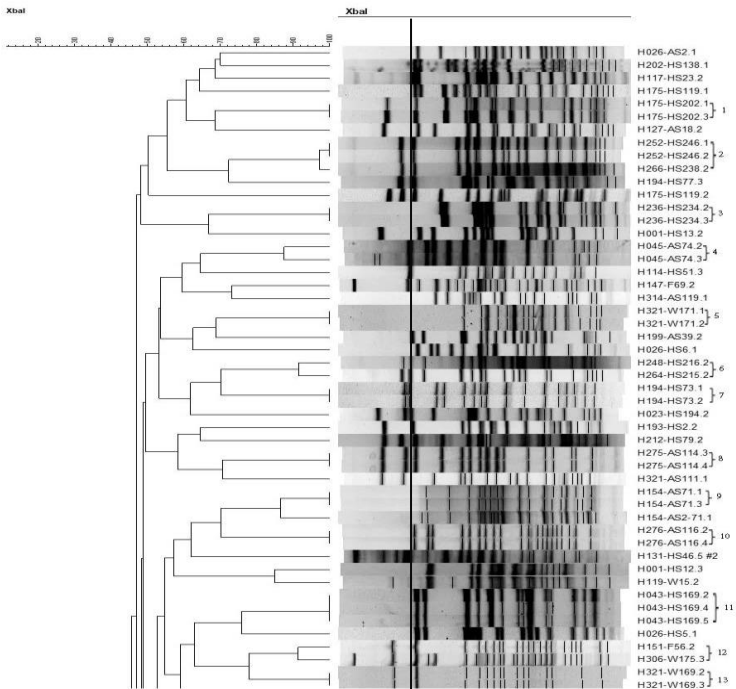 XbaI XbaI
20 30 40 50 60 70 80 90 100
H026-AS2.1
H202-HS138.1
H117-HS23.2
H175-HS119.1
H175-HS202.1
H175-HS202.3 1
H127-AS18.2
H252-HS246.1
H252-HS246.2 2
H266-HS238.2
H194-HS77.3
H175-HS119.2
H236-HS234.2
H236-HS234.3 3
H001-HS13.2
H045-AS74.2
H045-AS74.3 4
H114-HS51.3
H147-F69.2
H314-AS119.1
H321-W171.1
H321-W171.2 5
H199-AS39.2
H026-HS6.1
H248-HS216.2
H264-HS215.2 6
H194-HS73.1
H194-HS73.2 7
H023-HS194.2
H193-HS2.2
H212-HS79.2
H275-AS114.3
H275-AS114.4 8
H321-AS111.1
H154-AS71.1
H154-AS71.3 9
H154-AS2-71.1
H276-AS116.2
H276-AS116.4 10
H131-HS46.5 #2
H001-HS12.3
H119-W15.2
H043-HS169.2
H043-HS169.4 11
H043-HS169.5
H026-HS5.1
H151-F56.2
H306-W175.3 12
H321-W169.2
H321-W169.3 13